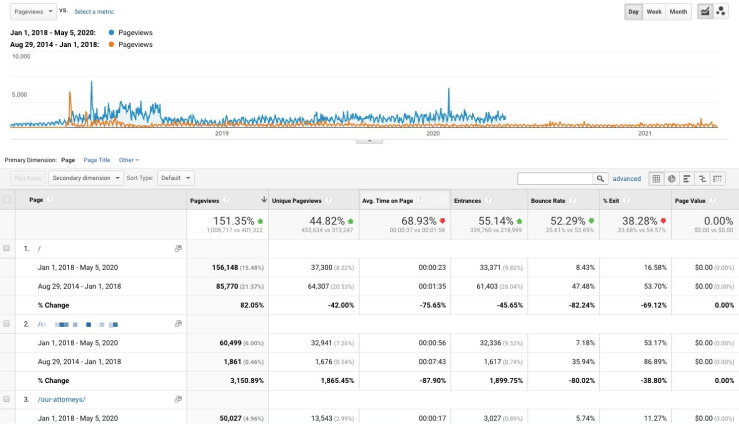 Pageviews vs. Select a metric Day Week Month
Jan 1, 2018 - May 5, 2020: Pageviews
Aug 29, 2014 - Jan 1, 2018: Pageviews
10,000
5,000
2019 2020 2021
Primary Dimension: Page Page Title Other
Plot Rows Secondary dimension Sort Type: Default advanced
Page Pageviews Unique Pageviews Avg. Time on Page Entrances Bounce Rate % Exit Page Value
151.35% 44.82% 68.93% 55.14% 52.29% 38.28% 0.00%
1,008,717 vs 401,322 453,634 vs 313,247 00:00:37 vs 00:01:58 339,760 vs 218,999 25.61% vs 53.69% 33.68% vs 54.57% $0.00 vs $0.00
1. /
Jan 1, 2018 - May 5, 2020 156,148 (15.48%) 37,300 (8.22%) 00:00:23 33,371 (9.82%) 8.43% 16.58% $0.00 (0.00%)
Aug 29, 2014 - Jan 1, 2018 85,770 (21.37%) 64,307 (20.53%) 00:01:35 61,403 (28.04%) 47.48% 53.70% $0.00 (0.00%)
% Change 82.05% -42.00% -75.65% -45.65% -82.24% -69.12% 0.00%
2.
Jan 1, 2018 - May 5, 2020 60,499 (6.00%) 32,941 (7.26%) 00:00:56 32,336 (9.52%) 7.18% 53.17% $0.00 (0.00%)
Aug 29, 2014 - Jan 1, 2018 1,861 (0.46%) 1,676 (0.54%) 00:07:43 1,617 (0.74%) 35.94% 86.89% $0.00 (0.00%)
% Change 3,150.89% 1,865.45% -87.90% 1,899.75% -80.02% -38.80% 0.00%
3. /our-attorneys/
Jan 1, 2018 - May 5, 2020 50,027 (4.96%) 13,543 (2.99%) 00:00:17 3,027 (0.89%) 5.74% 11.27% $0.00 (0.00%)